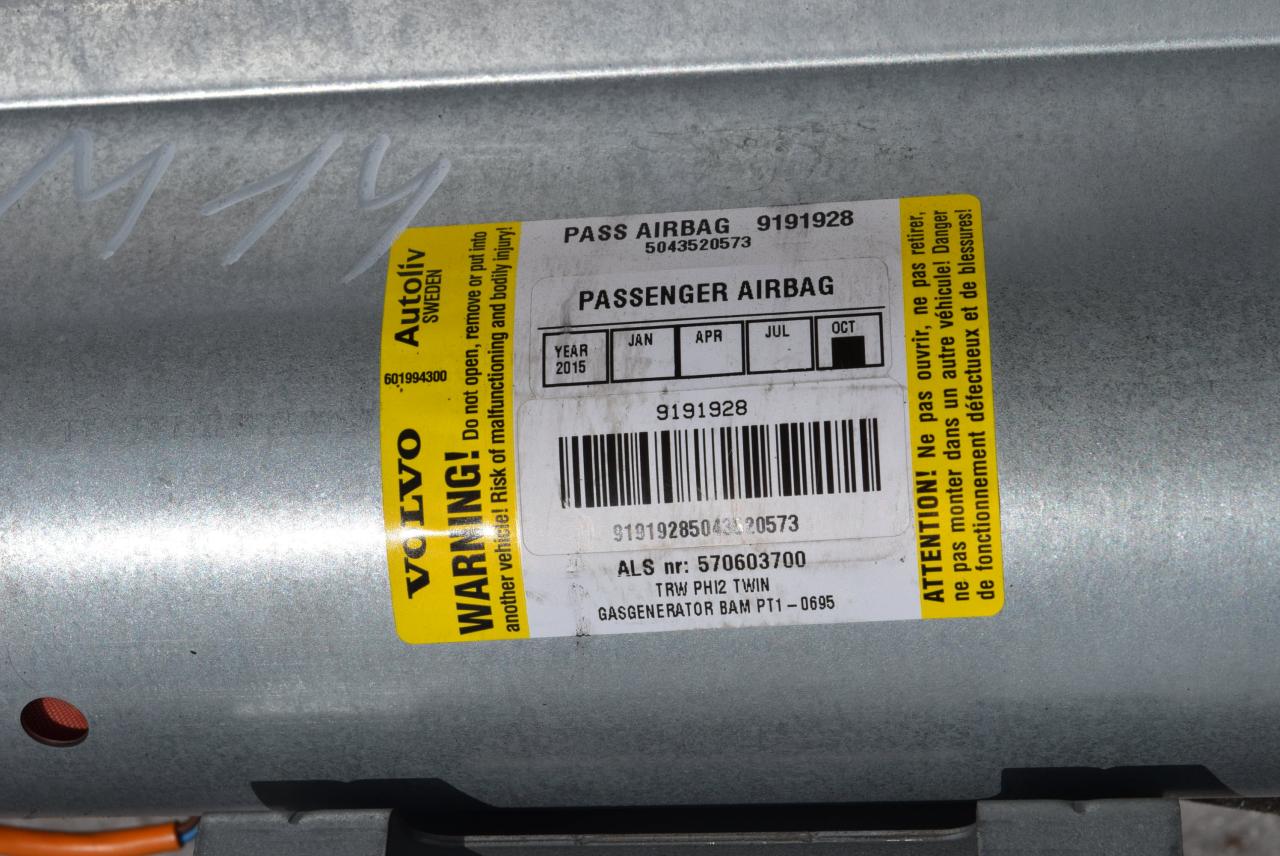 M 14
PASS AIRBAG 9191928
5043520573
PASSENGER AIRBAG
YEAR 2015 JAN APR JUL OCT
9191928
91919285043520573
ALS nr: 570603700
TRW PHI2 TWIN
GASGENERATOR BAM PT1-0695
VOLVO 601994300 Autoliv
SWEDEN
WARNING! Do not open, remove or put into
another vehicle! Risk of malfunctioning and bodily injury!
ATTENTION! Ne pas ouvrir, ne pas retirer,
ne pas monter dans un autre véhicule! Danger
de fonctionnement défectueux et de blessures!